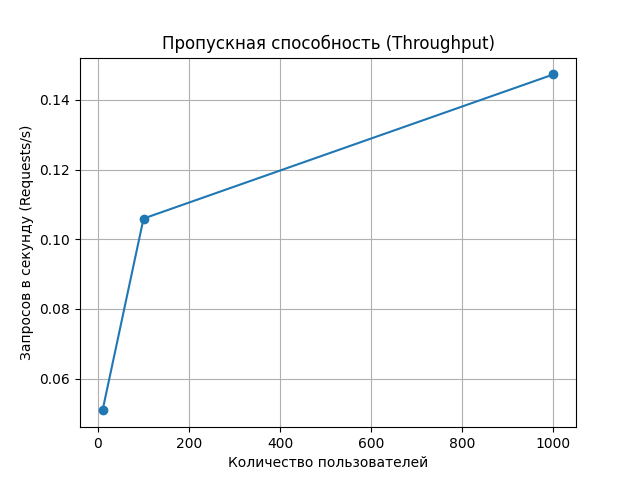 Пропускная способность (Throughput)
Запросов в секунду (Requests/s)
0.14
0.12
0.10
0.08
0.06
0 200 400 600 800 1000
Количество пользователей